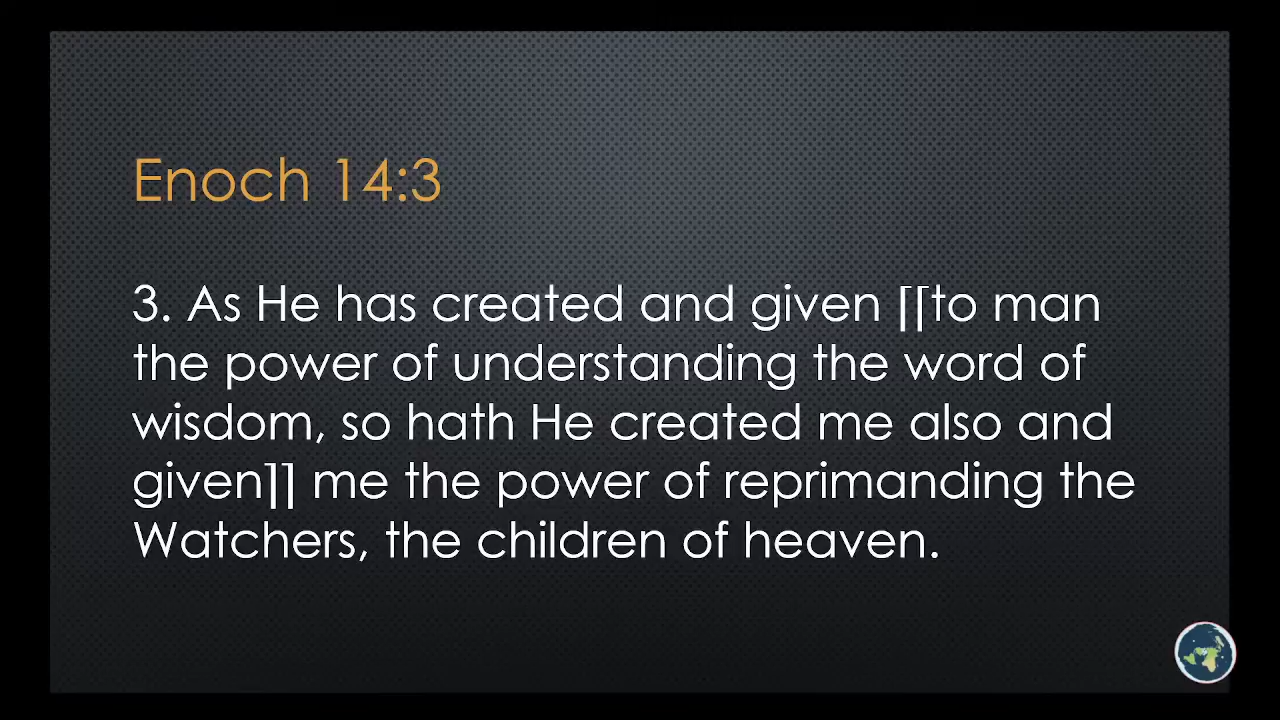 Enoch 14:3
3. As He has created and given ⌈⌈to man
the power of understanding the word of
wisdom, so hath He created me also and
given⌉⌉ me the power of reprimanding the
Watchers, the children of heaven.